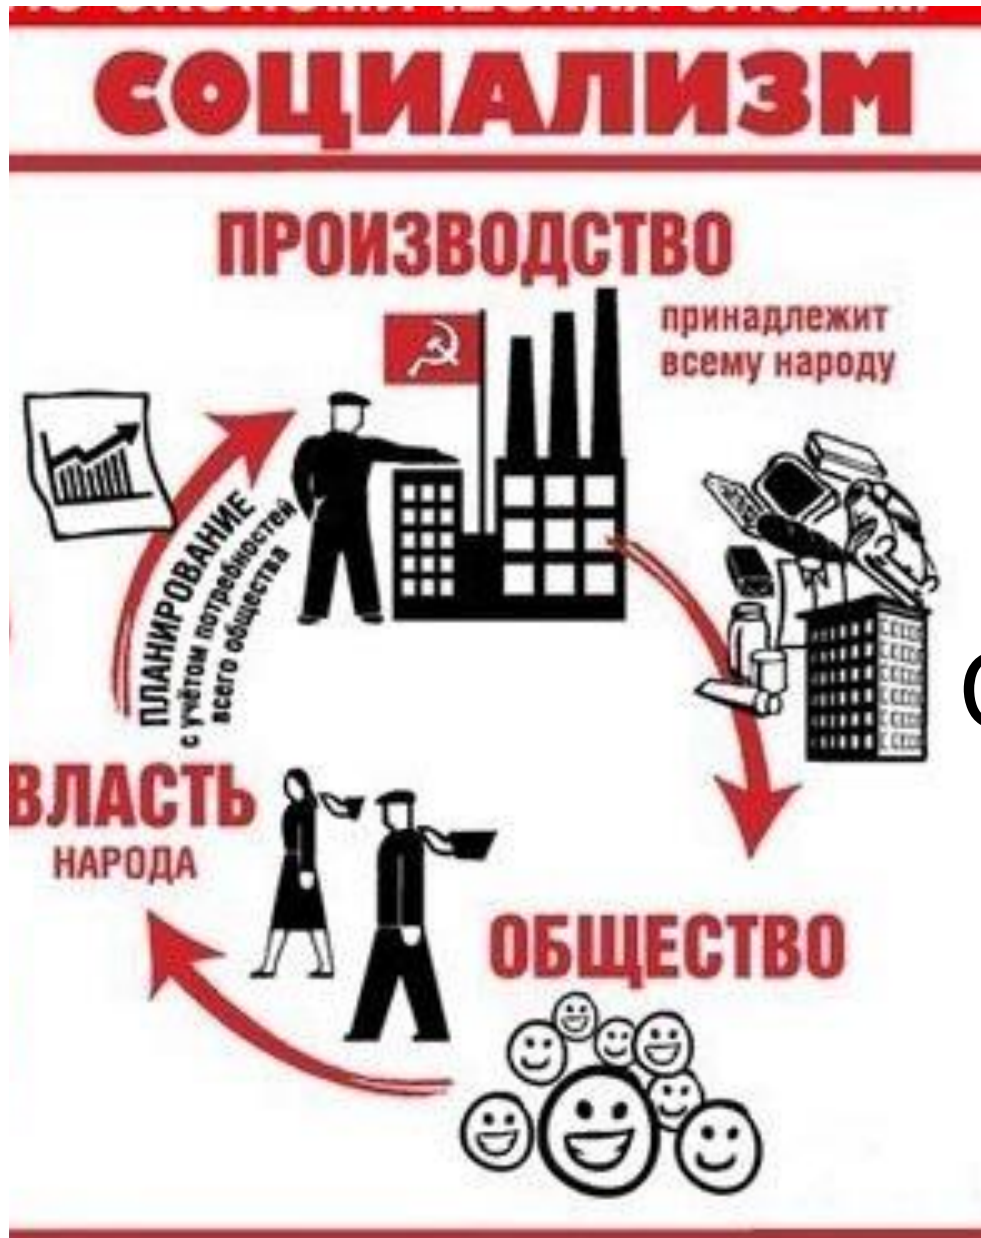 СОЦИАЛИЗМ
ПРОИЗВОДСТВО
принадлежит
всему народу
ПЛАНИРОВАНИЕ
с учётом потребностей
всего общества
ВЛАСТЬ
НАРОДА
ОБЩЕСТВО